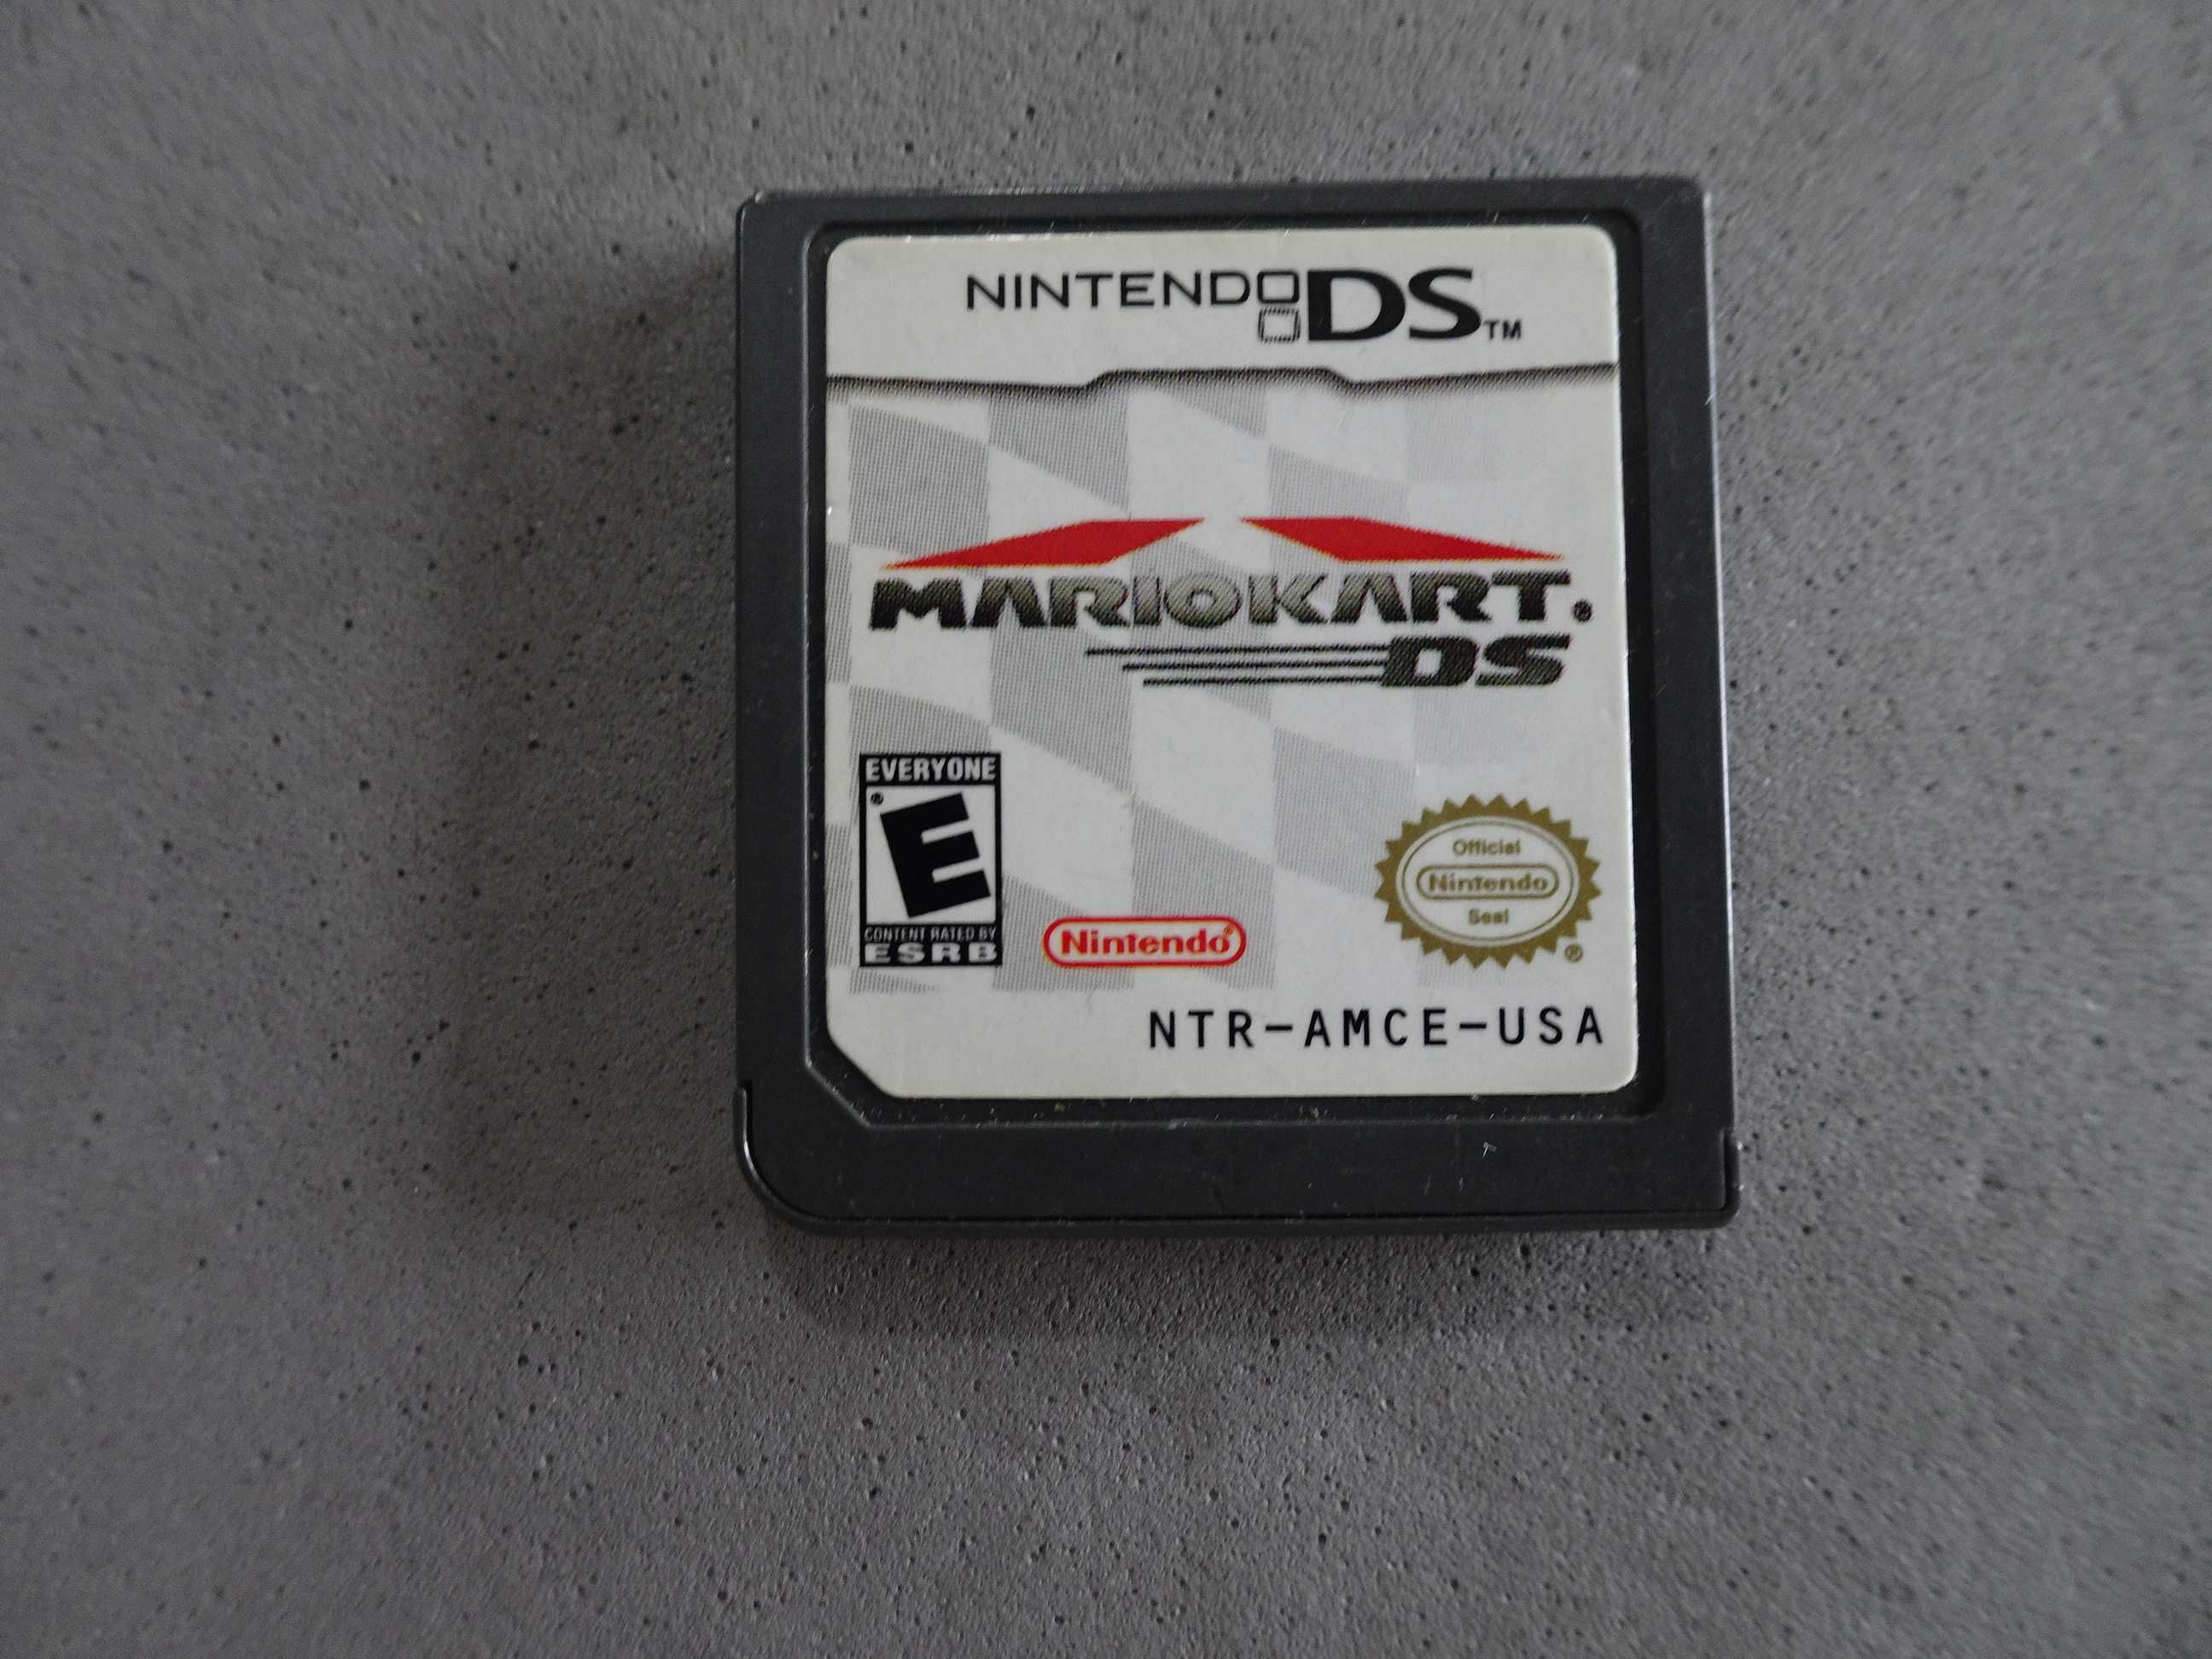 NINTENDO DS™
MARIOKART®
DS
EVERYONE
E
CONTENT RATED BY
ESRB
Nintendo®
Official
Nintendo
Seal
®
NTR-AMCE-USA